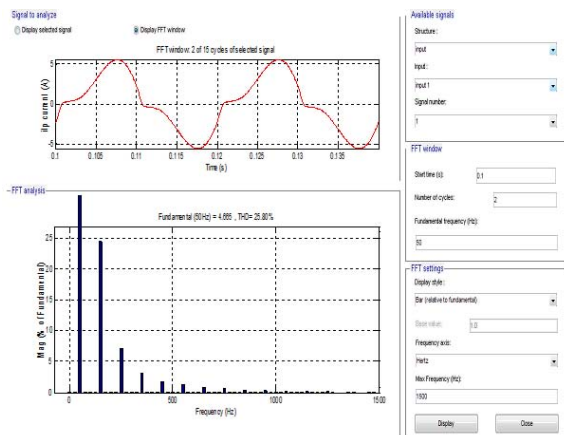 Signal to analyze
Display selected signal
Display FFT window
FFT window: 2 of 15 cycles of selected signal
5
0
-5
i/p current (A)
0.1
0.105
0.11
0.115
0.12
0.125
0.13
0.135
Time (s)
FFT analysis
Fundamental (50Hz) = 4.665 , THD= 25.80%
25
20
15
10
5
0
Mag (% of Fundamental)
0
500
1000
1500
Frequency (Hz)
Available signals
Structure :
input
Input :
input 1
Signal number:
1
FFT window
Start time (s):
0.1
Number of cycles:
2
Fundamental frequency (Hz):
50
FFT settings
Display style :
Bar (relative to fundamental)
Base value:
1.0
Frequency axis:
Hertz
Max Frequency (Hz):
1500
Display
Close